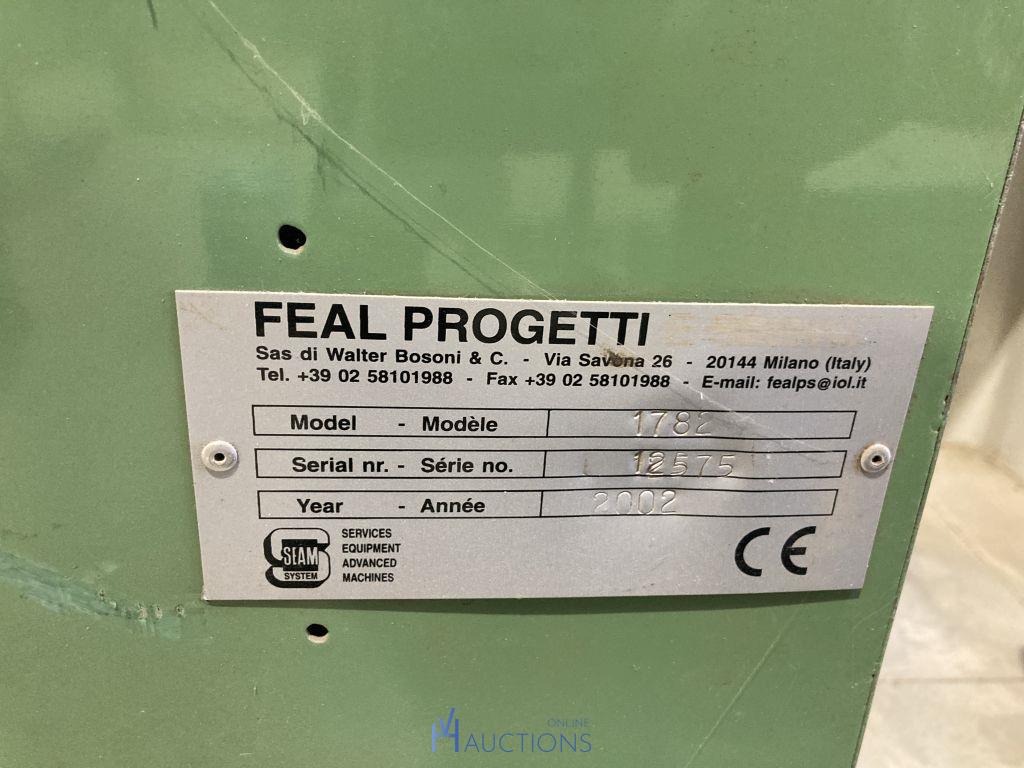 FEAL PROGETTI
Sas di Walter Bosoni & C. - Via Savona 26 - 20144 Milano (Italy)
Tel. +39 02 58101988 - Fax +39 02 58101988 - E-mail: fealps@iol.it
Model - Modèle 1782
Serial nr. - Série no. 12575
Year - Année 2002
SEAM
SYSTEM
SERVICES
EQUIPMENT
ADVANCED
MACHINES
CE
ONLINE
AUCTIONS